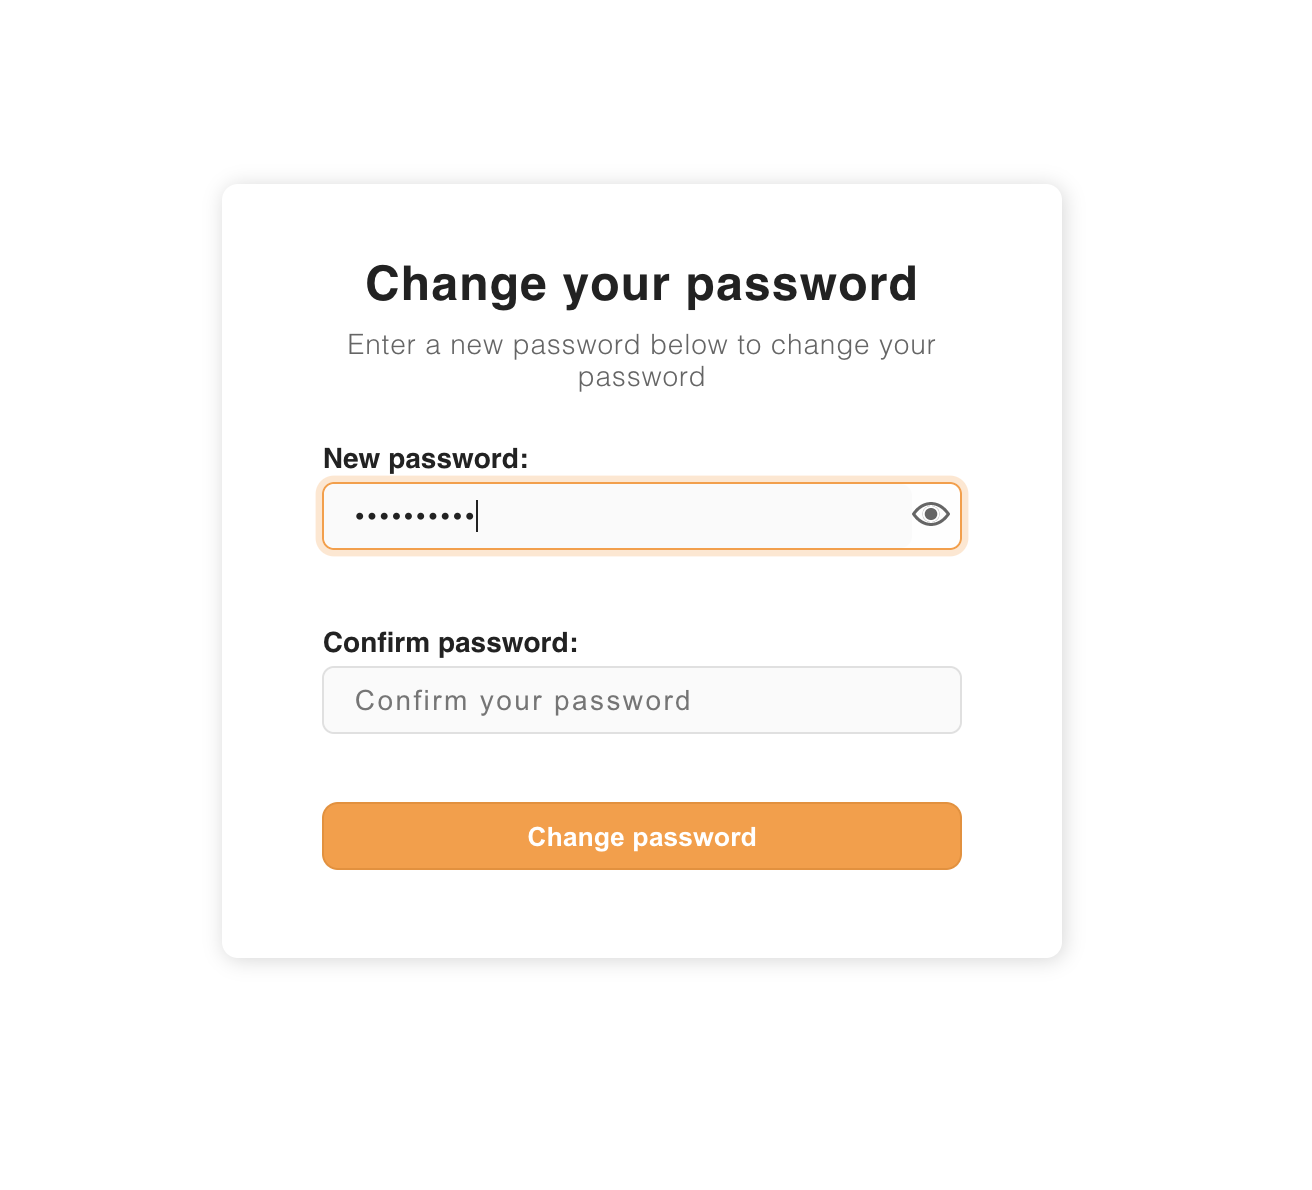 Change your password
Enter a new password below to change your
password
New password:
••••••••••
Confirm password:
Confirm your password
Change password